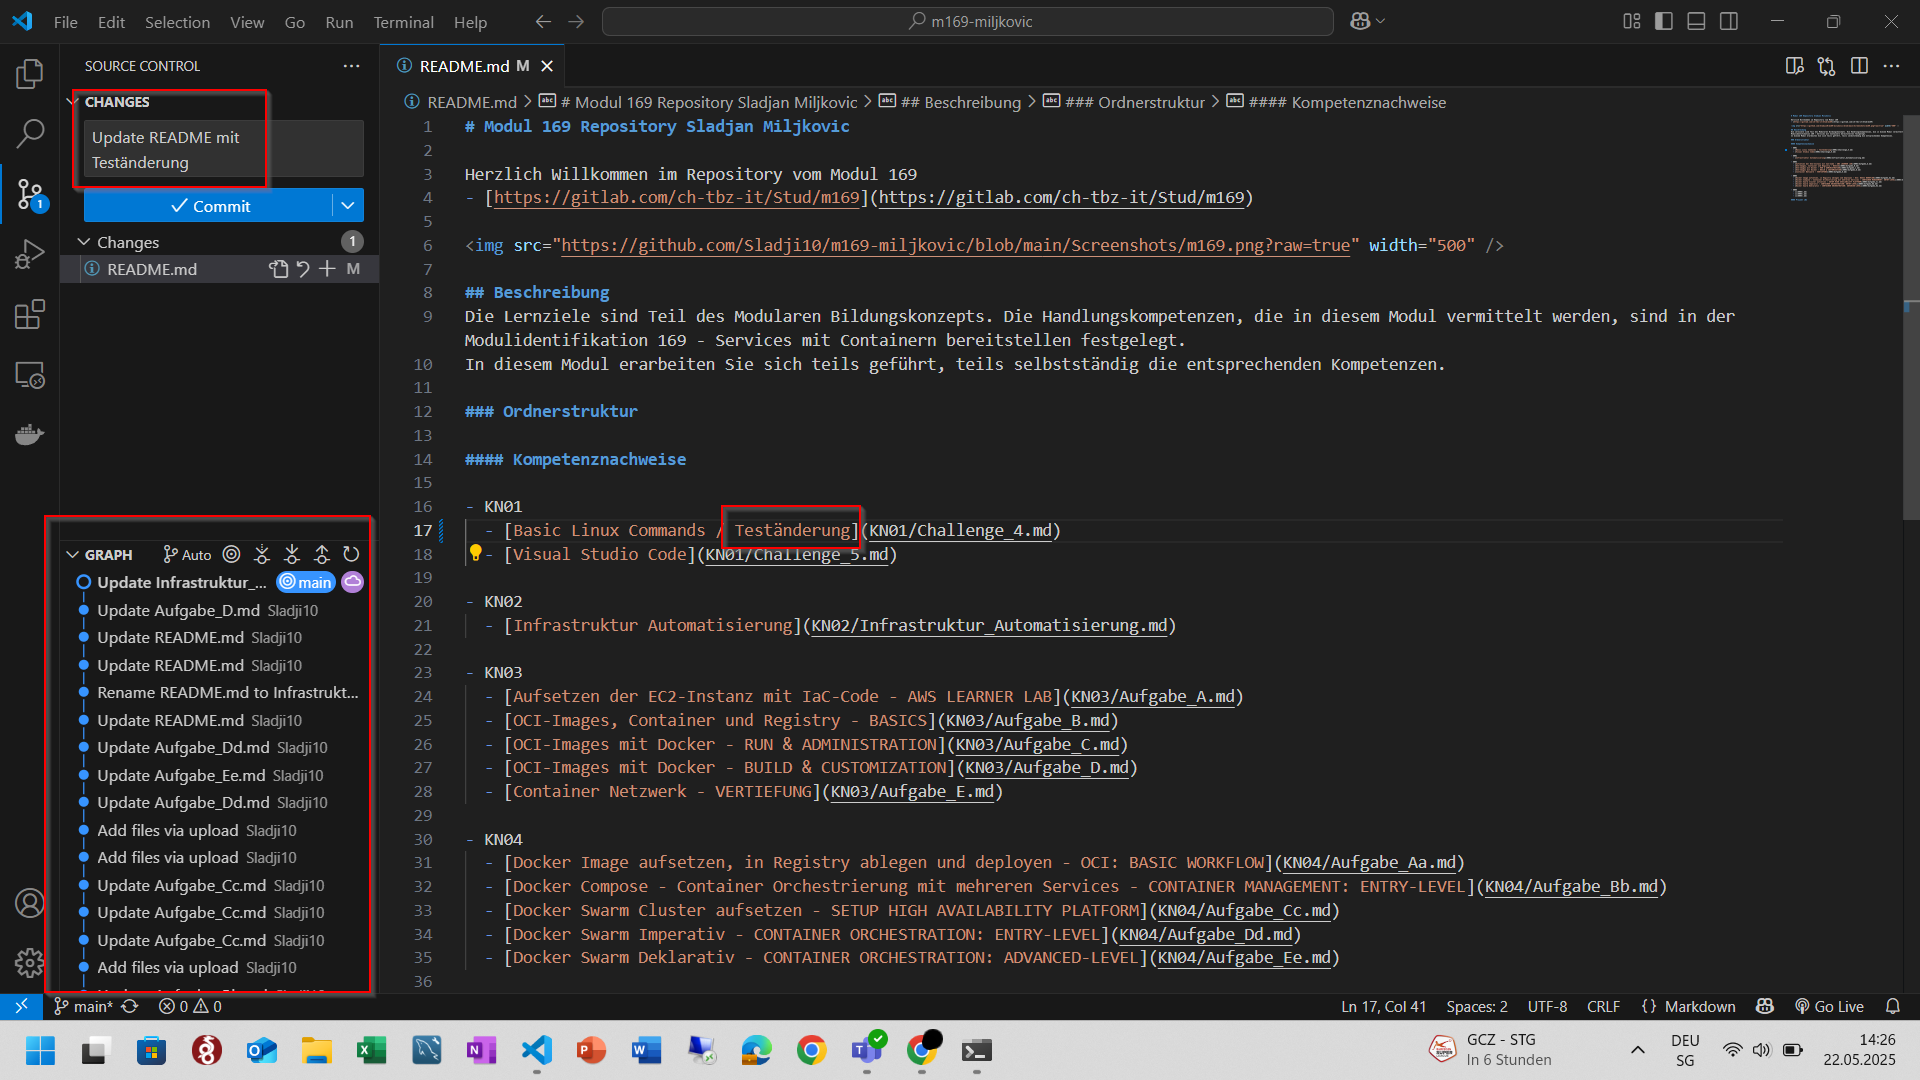 File Edit Selection View Go Run Terminal Help
m169-miljkovic
SOURCE CONTROL
CHANGES
Update README mit
Teständerung
Commit
Changes 1
README.md M
GRAPH Auto
Update Infrastruktur_... main
Update Aufgabe_D.md Sladji10
Update README.md Sladji10
Update README.md Sladji10
Rename README.md to Infrastrukt...
Update README.md Sladji10
Update Aufgabe_Dd.md Sladji10
Update Aufgabe_Ee.md Sladji10
Update Aufgabe_Dd.md Sladji10
Add files via upload Sladji10
Add files via upload Sladji10
Update Aufgabe_Cc.md Sladji10
Update Aufgabe_Cc.md Sladji10
Update Aufgabe_Cc.md Sladji10
Add files via upload Sladji10
README.md M
README.md > # Modul 169 Repository Sladjan Miljkovic > ## Beschreibung > ### Ordnerstruktur > #### Kompetenznachweise
1 # Modul 169 Repository Sladjan Miljkovic
2
3 Herzlich Willkommen im Repository vom Modul 169
4 - [https://gitlab.com/ch-tbz-it/Stud/m169](https://gitlab.com/ch-tbz-it/Stud/m169)
5
6 <img src="https://github.com/Sladji10/m169-miljkovic/blob/main/Screenshots/m169.png?raw=true" width="500" />
7
8 ## Beschreibung
9 Die Lernziele sind Teil des Modularen Bildungskonzepts. Die Handlungskompetenzen, die in diesem Modul vermittelt werden, sind in der
Modulidentifikation 169 - Services mit Containern bereitstellen festgelegt.
10 In diesem Modul erarbeiten Sie sich teils geführt, teils selbstständig die entsprechenden Kompetenzen.
11
12 ### Ordnerstruktur
13
14 #### Kompetenznachweise
15
16 - KN01
17 - [Basic Linux Commands / Teständerung](KN01/Challenge_4.md)
18 - [Visual Studio Code](KN01/Challenge_5.md)
19
20 - KN02
21 - [Infrastruktur Automatisierung](KN02/Infrastruktur_Automatisierung.md)
22
23 - KN03
24 - [Aufsetzen der EC2-Instanz mit IaC-Code - AWS LEARNER LAB](KN03/Aufgabe_A.md)
25 - [OCI-Images, Container und Registry - BASICS](KN03/Aufgabe_B.md)
26 - [OCI-Images mit Docker - RUN & ADMINISTRATION](KN03/Aufgabe_C.md)
27 - [OCI-Images mit Docker - BUILD & CUSTOMIZATION](KN03/Aufgabe_D.md)
28 - [Container Netzwerk - VERTIEFUNG](KN03/Aufgabe_E.md)
29
30 - KN04
31 - [Docker Image aufsetzen, in Registry ablegen und deployen - OCI: BASIC WORKFLOW](KN04/Aufgabe_Aa.md)
32 - [Docker Compose - Container Orchestrierung mit mehreren Services - CONTAINER MANAGEMENT: ENTRY-LEVEL](KN04/Aufgabe_Bb.md)
33 - [Docker Swarm Cluster aufsetzen - SETUP HIGH AVAILABILITY PLATFORM](KN04/Aufgabe_Cc.md)
34 - [Docker Swarm Imperativ - CONTAINER ORCHESTRATION: ENTRY-LEVEL](KN04/Aufgabe_Dd.md)
35 - [Docker Swarm Deklarativ - CONTAINER ORCHESTRATION: ADVANCED-LEVEL](KN04/Aufgabe_Ee.md)
36
main* 0 0 Ln 17, Col 41 Spaces: 2 UTF-8 CRLF {} Markdown Go Live
GCZ - STG
In 6 Stunden
DEU
SG
14:26
22.05.2025